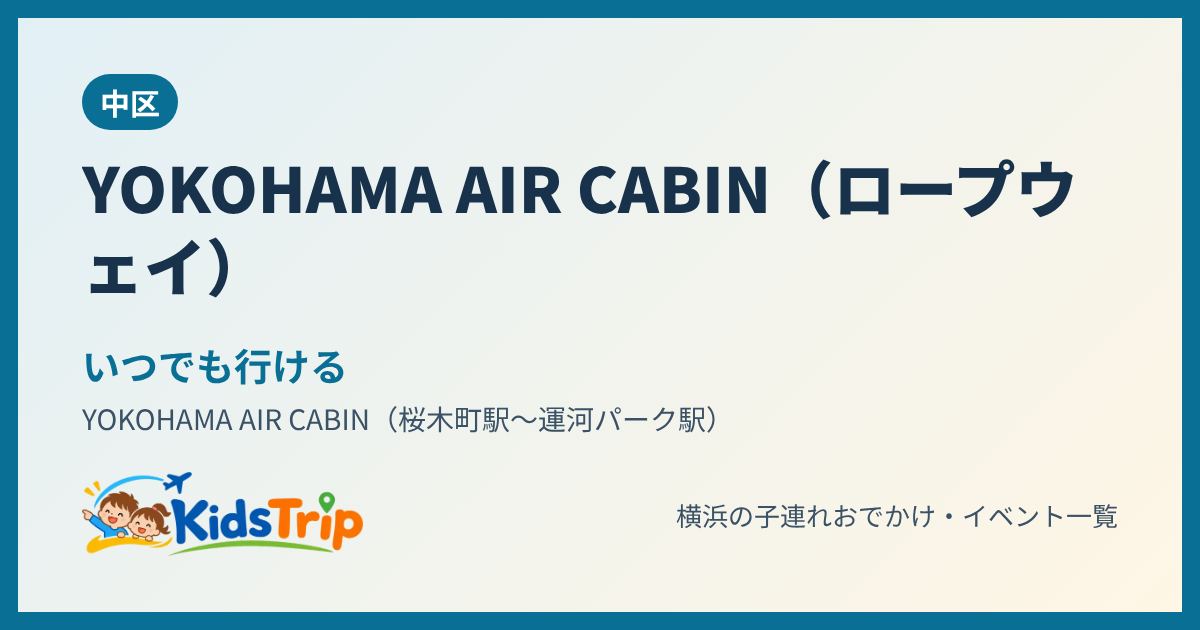 中区
YOKOHAMA AIR CABIN（ロープウ
ェイ）
いつでも行ける
YOKOHAMA AIR CABIN（桜木町駅〜運河パーク駅）
KidsTrip
横浜の子連れおでかけ・イベント一覧